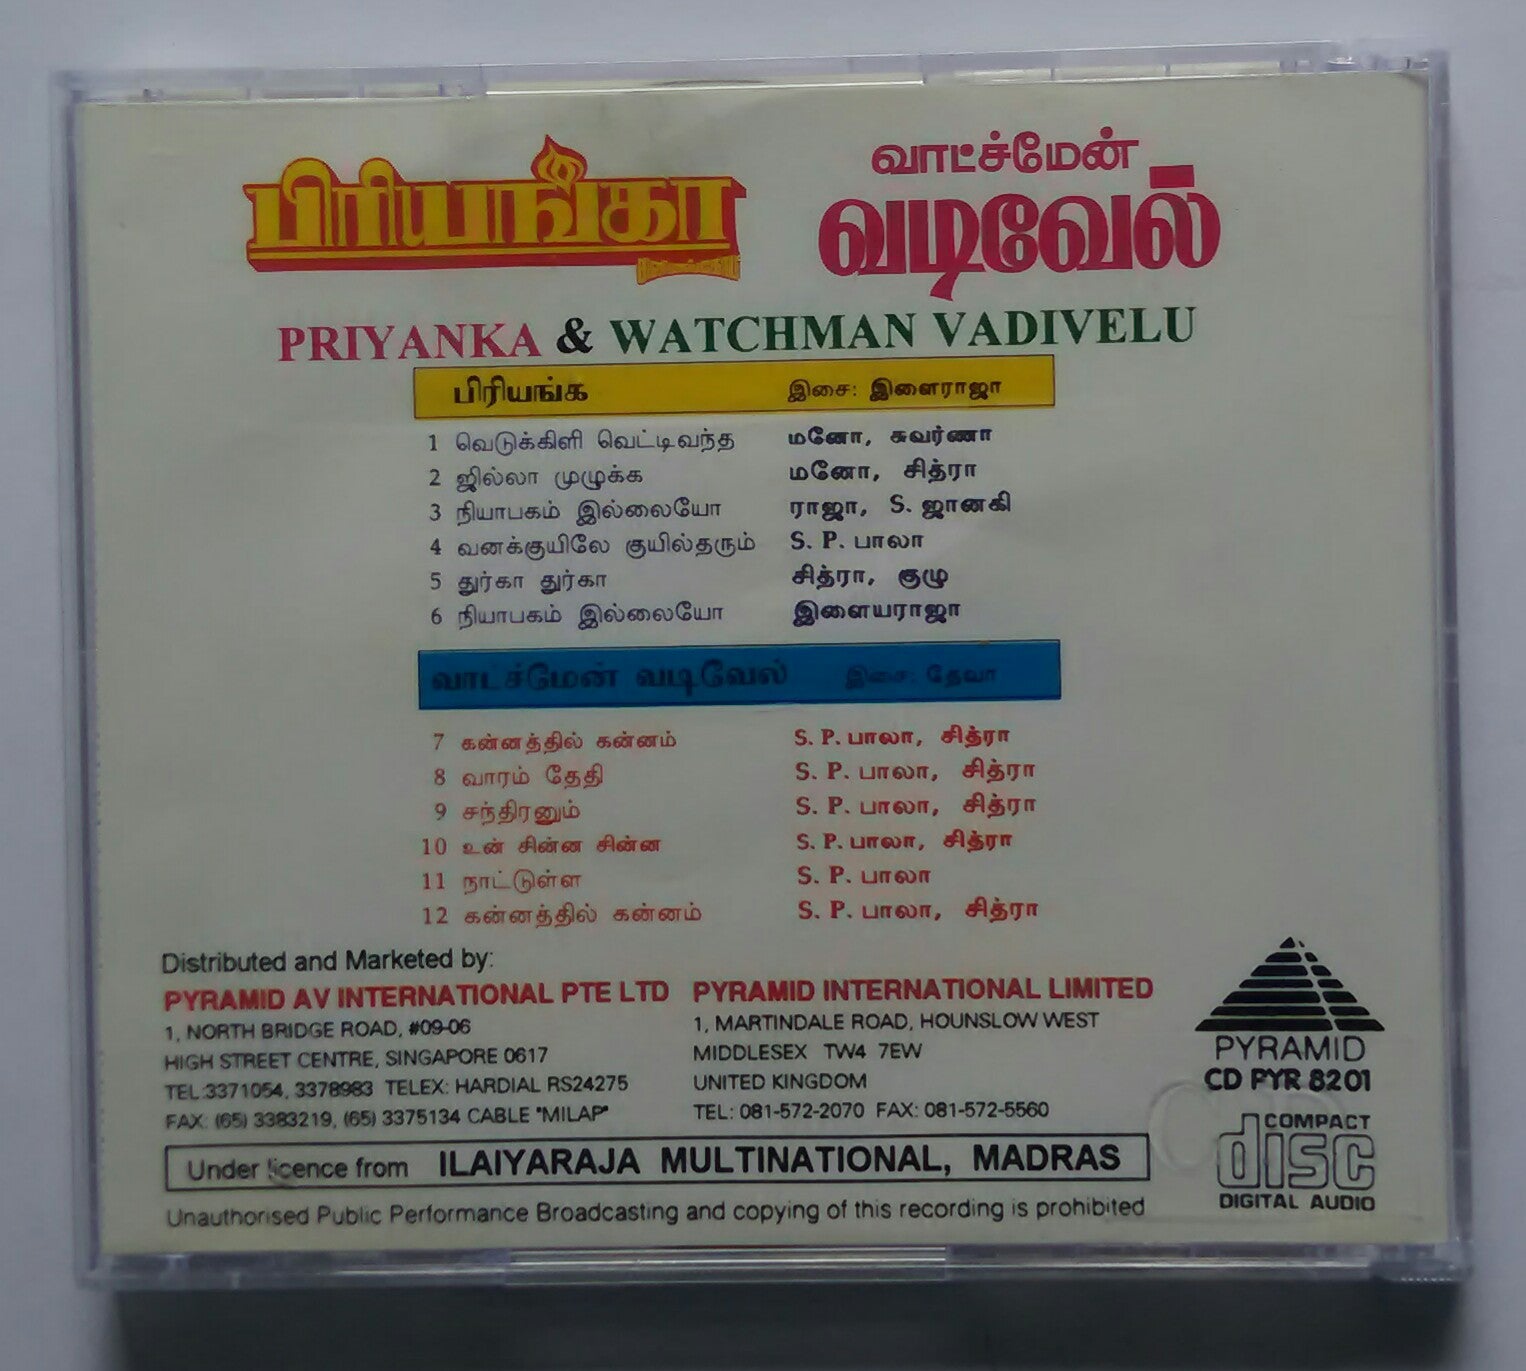 பிரியங்கா
வாட்ச்மேன்
வடிவேல்
PRIYANKA & WATCHMAN VADIVELU
பிரியங்க இசை: இளைராஜா
1 வெடுக்கிளி வெட்டிவந்த மனோ, சுவர்ணா
2 ஜில்லா முழுக்க மனோ, சித்ரா
3 நியாபகம் இல்லையோ ராஜா, S. ஜானகி
4 வனக்குயிலே குயில்தரும் S. P. பாலா
5 துர்கா துர்கா சித்ரா, குழு
6 நியாபகம் இல்லையோ இளையராஜா
வாட்ச்மேன் வடிவேல் இசை: தேவா
7 கன்னத்தில் கன்னம் S. P. பாலா, சித்ரா
8 வாரம் தேதி S. P. பாலா, சித்ரா
9 சந்திரனும் S. P. பாலா, சித்ரா
10 உன் சின்ன சின்ன S. P. பாலா, சித்ரா
11 நாட்டுள்ள S. P. பாலா
12 கன்னத்தில் கன்னம் S. P. பாலா, சித்ரா
Distributed and Marketed by:
PYRAMID AV INTERNATIONAL PTE LTD
1, NORTH BRIDGE ROAD, #09-06
HIGH STREET CENTRE, SINGAPORE 0617
TEL:3371054, 3378983 TELEX: HARDIAL RS24275
FAX: (65) 3383219, (65) 3375134 CABLE "MILAP"
PYRAMID INTERNATIONAL LIMITED
1, MARTINDALE ROAD, HOUNSLOW WEST
MIDDLESEX TW4 7EW
UNITED KINGDOM
TEL: 081-572-2070 FAX: 081-572-5560
PYRAMID
CD PYR 8201
COMPACT
disc
DIGITAL AUDIO
Under licence from ILAIYARAJA MULTINATIONAL, MADRAS
Unauthorised Public Performance Broadcasting and copying of this recording is prohibited